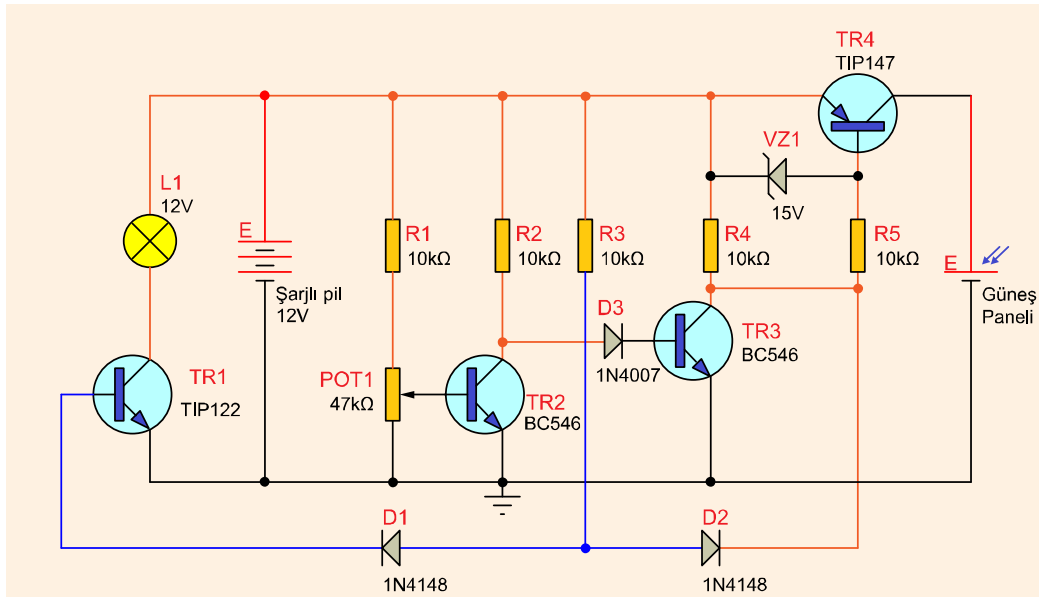 TR4
TIP147
VZ1
15V
L1
12V
E
Şarjlı pil
12V
R1
10kΩ
R2
10kΩ
R3
10kΩ
R4
10kΩ
R5
10kΩ
E
Güneş
Paneli
D3
1N4007
TR3
BC546
TR1
TIP122
POT1
47kΩ
TR2
BC546
D1
1N4148
D2
1N4148